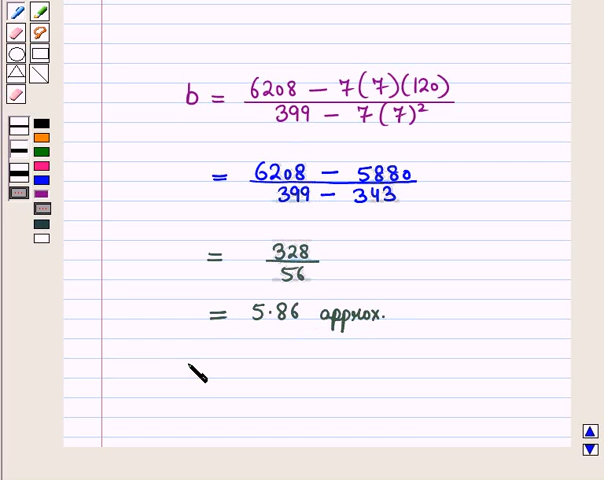 b = (6208 - 7(7)(120)) / (399 - 7(7)²)
= (6208 - 5880) / (399 - 343)
= 328 / 56
= 5.86 approx.